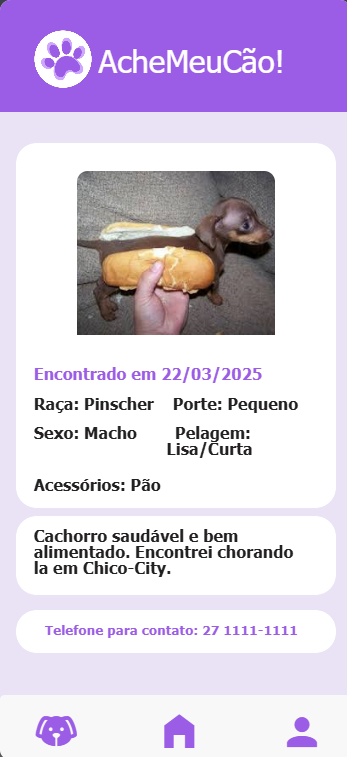 AcheMeuCão!
Encontrado em 22/03/2025
Raça: Pinscher Porte: Pequeno
Sexo: Macho Pelagem:
Lisa/Curta
Acessórios: Pão
Cachorro saudável e bem
alimentado. Encontrei chorando
la em Chico-City.
Telefone para contato: 27 1111-1111